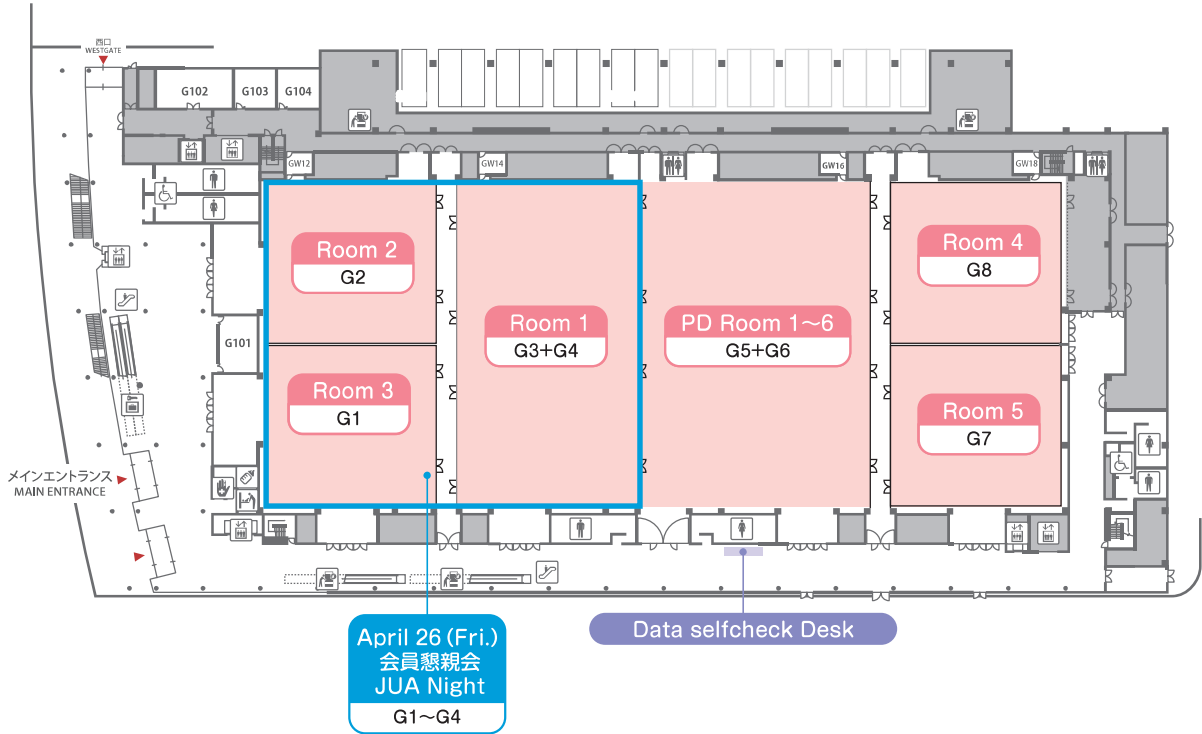 西口
WESTGATE
G102
G103
G104
GW12
GW14
GW16
GW18
Room 2
G2
Room 4
G8
Room 1
G3+G4
PD Room 1～6
G5+G6
G101
Room 3
G1
Room 5
G7
メインエントランス
MAIN ENTRANCE
Data selfcheck Desk
April 26 (Fri.)
会員懇親会
JUA Night
G1～G4